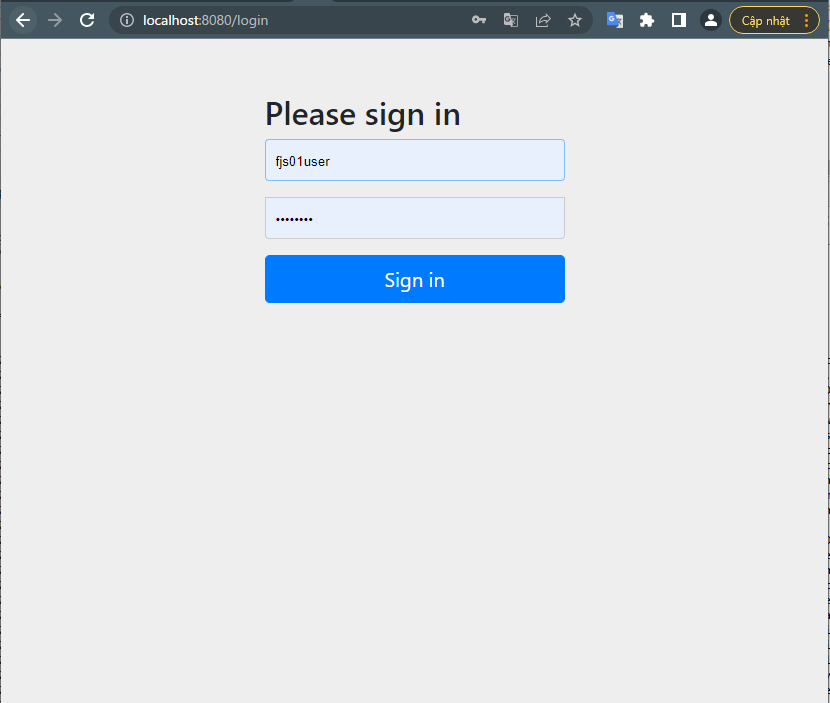 localhost:8080/login
Cập nhật
Please sign in
fjs01user
••••••••
Sign in